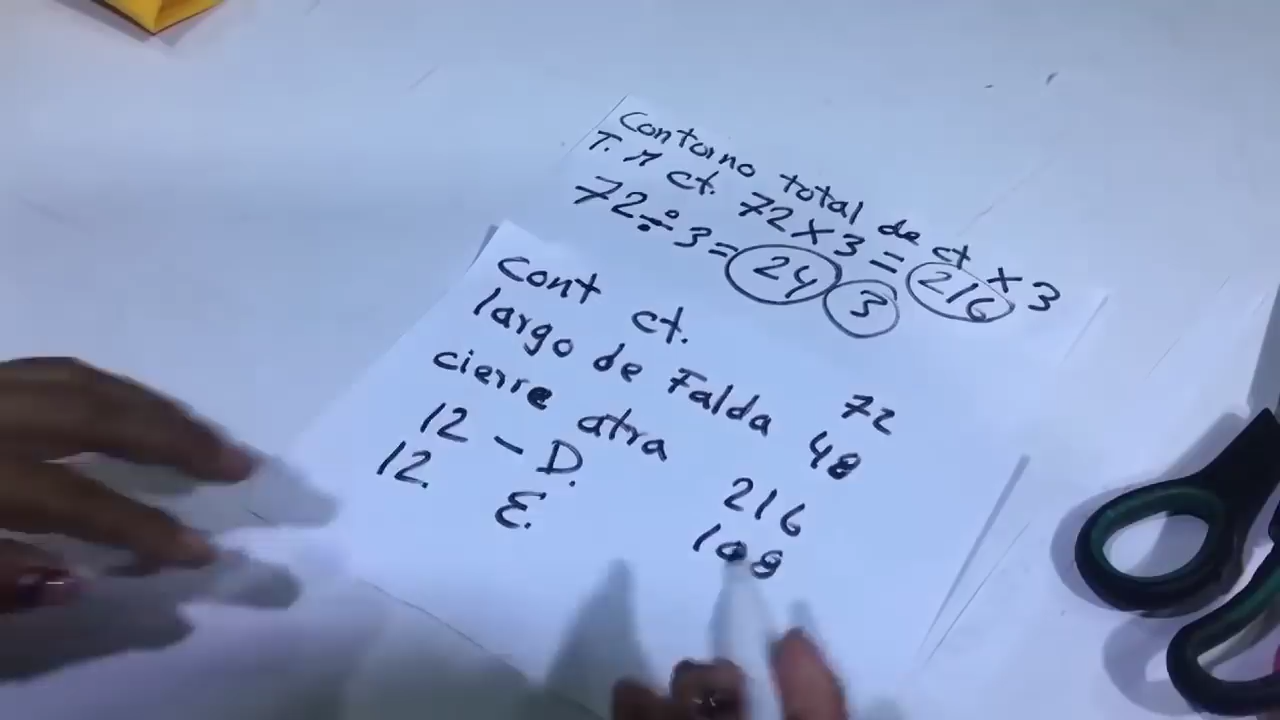 Contorno total de ct x 3
T. M ct. 72 x 3 = 216
72 ÷ 3 = 24 3
Cont ct. 72
largo de Falda 48
cierre atra 216
12 - D. 108
12. E.